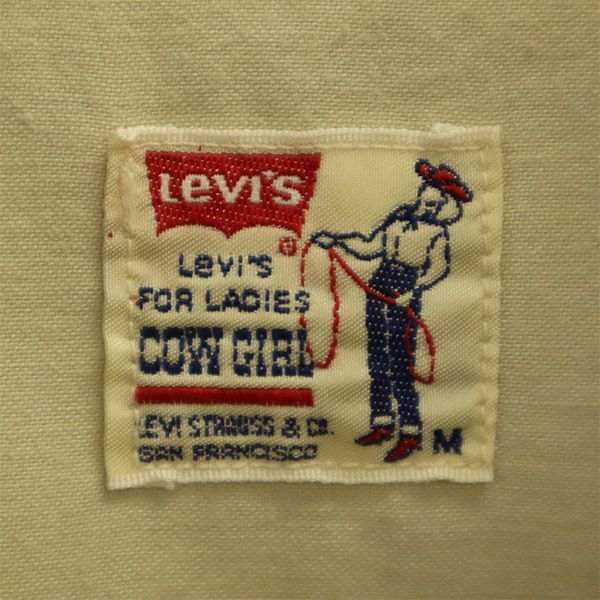 Levi's
®
Levi's
FOR LADIES
COW GIRL
LEVI STRAUSS & CO.
SAN FRANCISCO
M